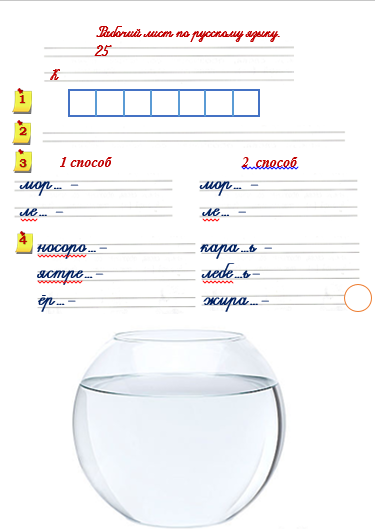 Рабочий лист по русскому языку.
25
К
1
2
3 1 способ 2 способ
мор... – мор... –
ле... – ле... –
4
носоро...– кара...ь –
ястре...– лебе...ь–
ёр... – жира...–